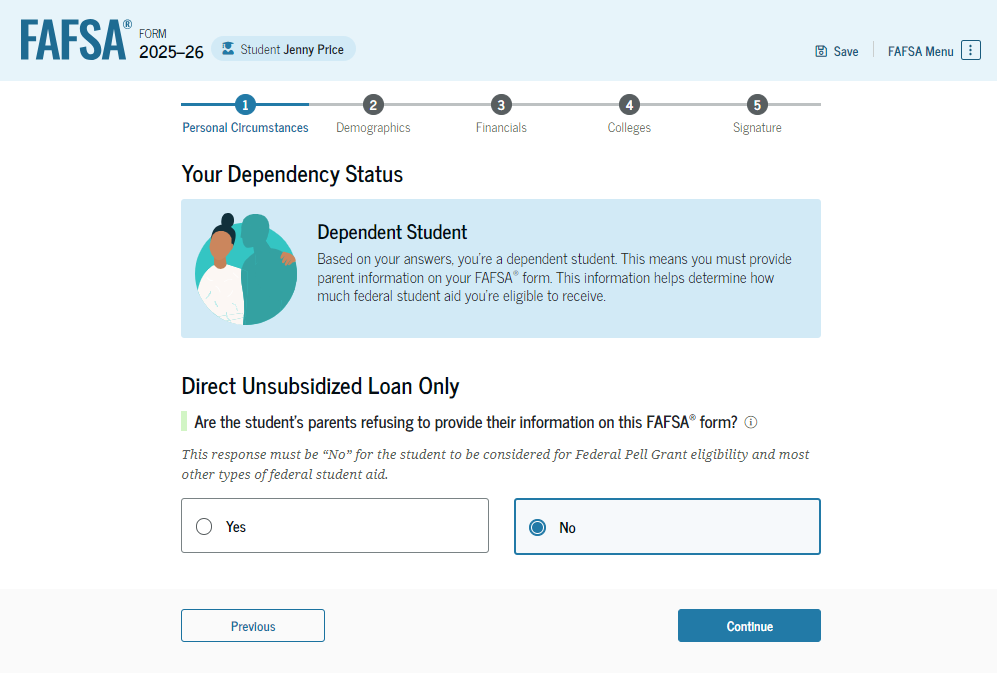 FAFSA®
FORM
2025–26
Student Jenny Price
Save
FAFSA Menu
1 2 3 4 5
Personal Circumstances Demographics Financials Colleges Signature
Your Dependency Status
Dependent Student
Based on your answers, you're a dependent student. This means you must provide
parent information on your FAFSA® form. This information helps determine how
much federal student aid you're eligible to receive.
Direct Unsubsidized Loan Only
Are the student's parents refusing to provide their information on this FAFSA® form?
This response must be “No” for the student to be considered for Federal Pell Grant eligibility and most
other types of federal student aid.
Yes
No
Previous
Continue